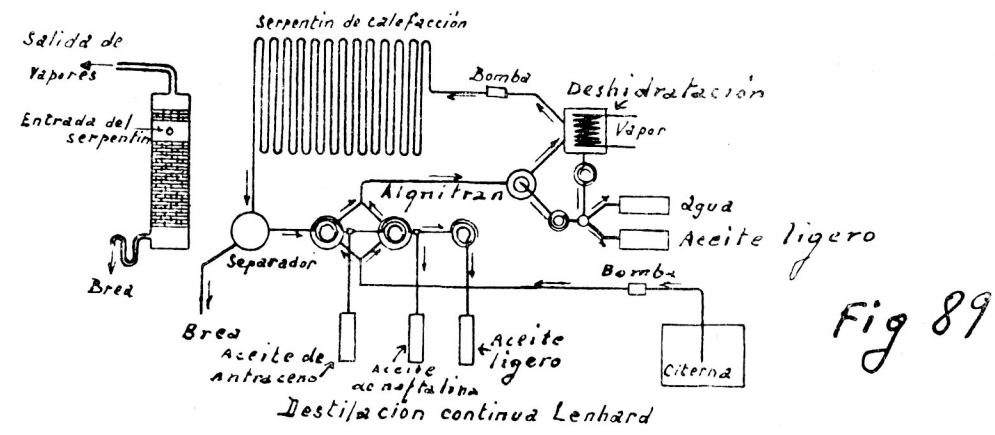 Serpentin de calefacción
Salida de
Vapores
Bomba
Deshidratación
Entrada del
serpentin
Vapor
Alquitran
agua
Aceite ligero
Separador
Bomba
Brea
Brea
Aceite de
Antraceno
Aceite
de naftalina
Aceite
ligero
Citerna
Fig 89
Destilación continua Lenhard